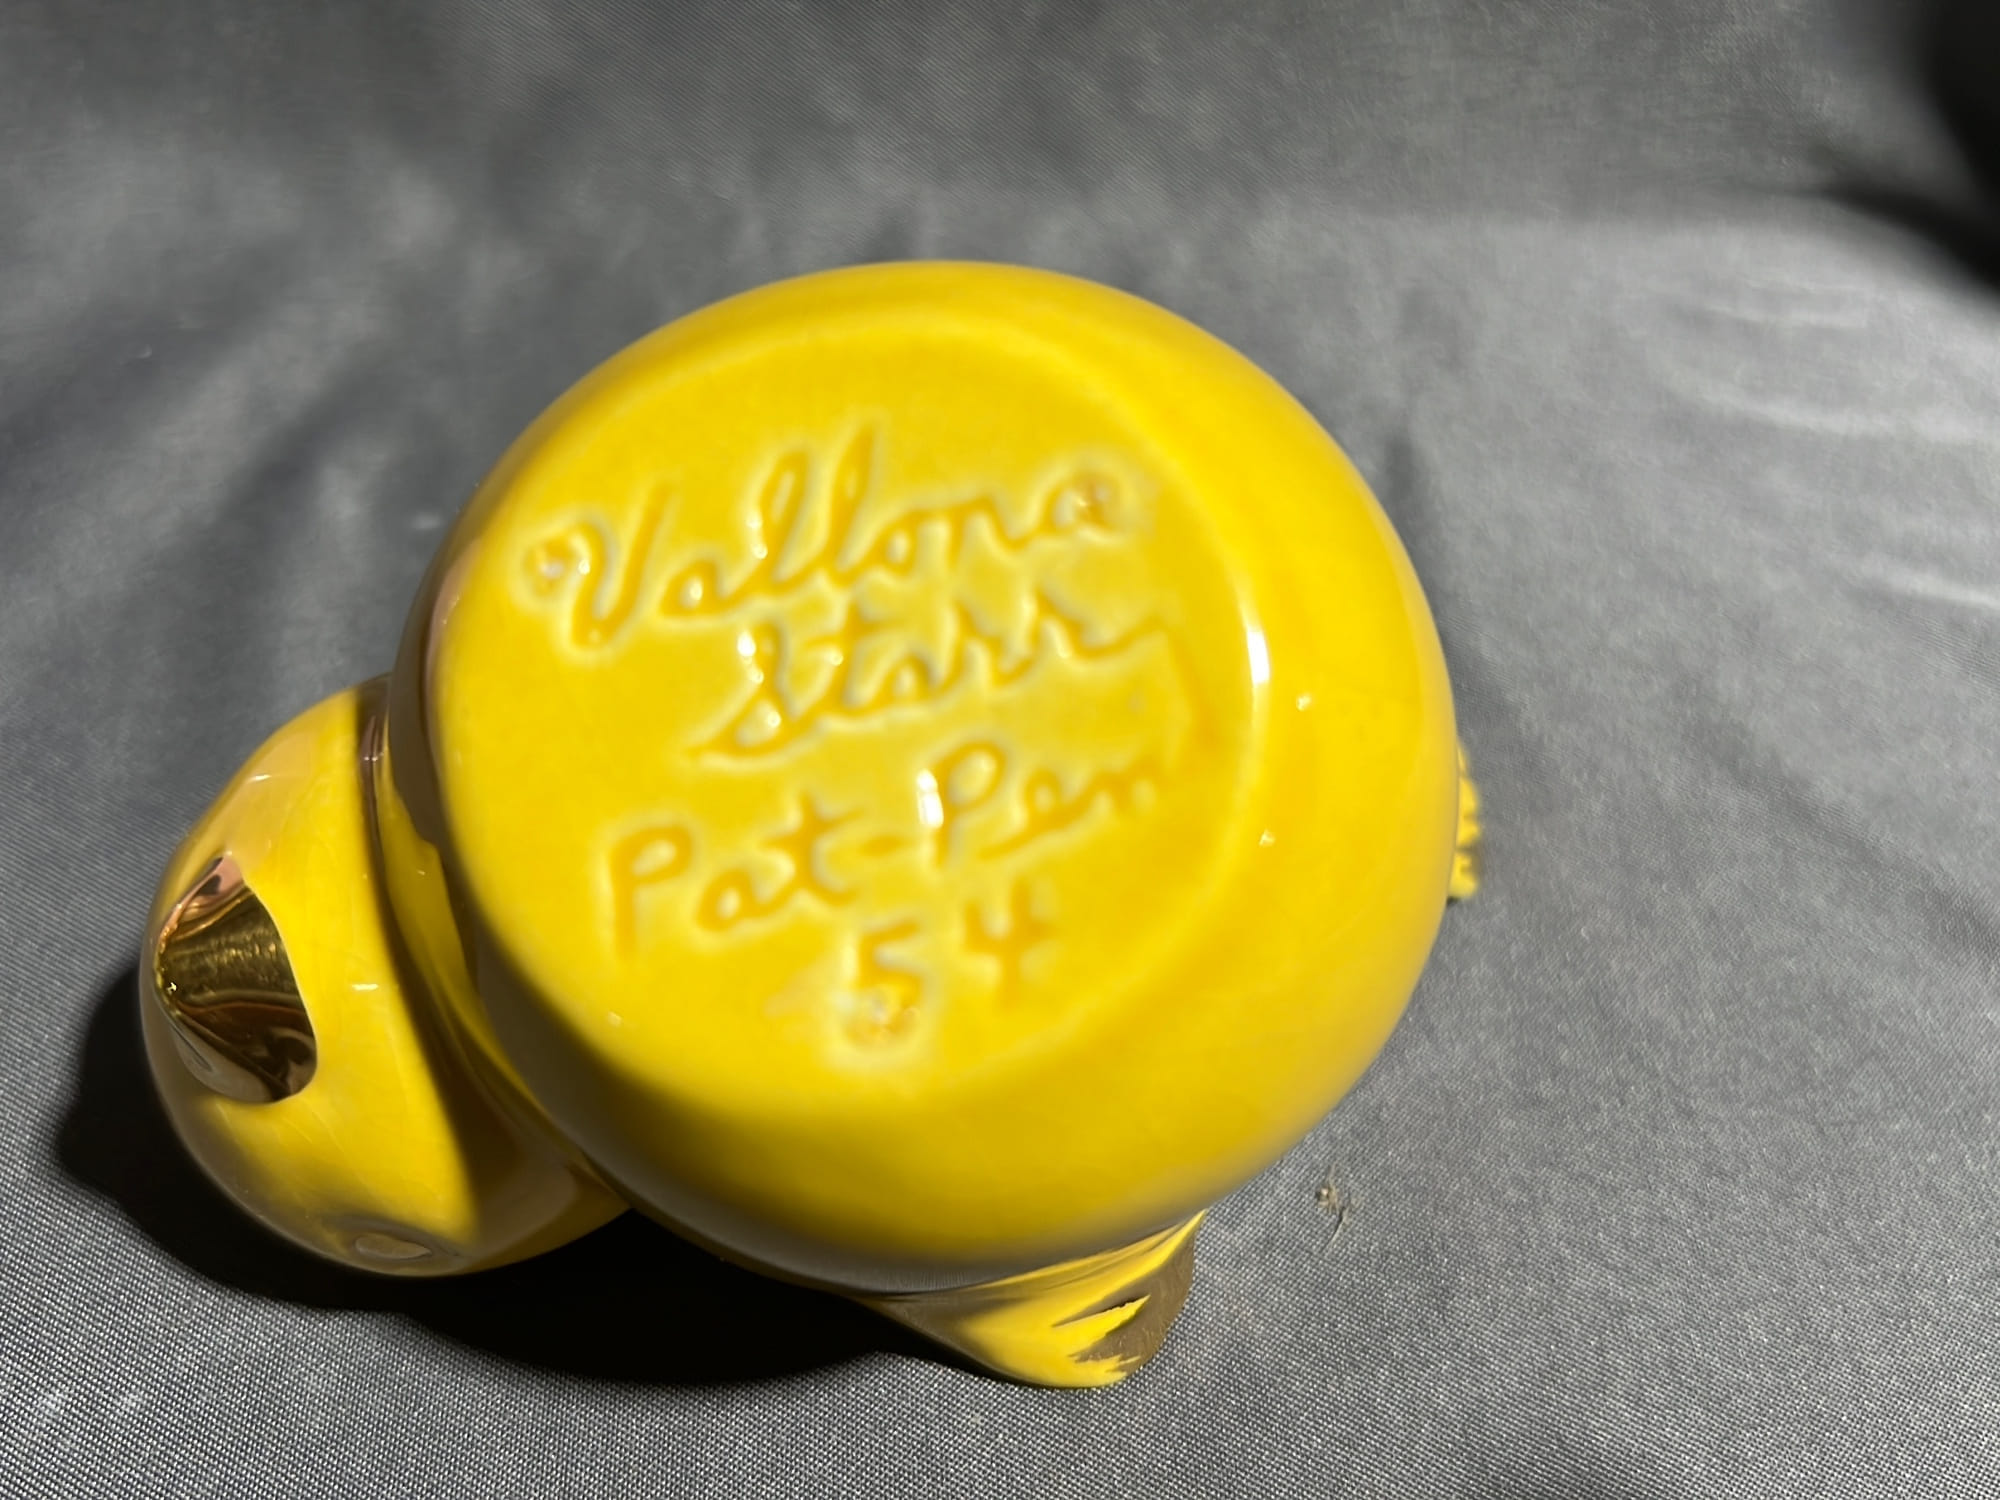 Vallona
Starr
Pat-Pen
54